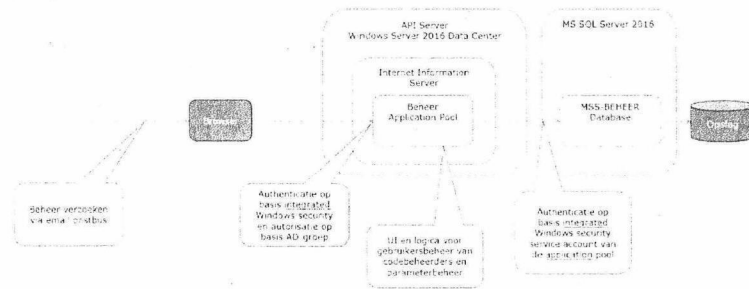 API Server
Windows Server 2016 Data Center
MS SQL Server 2016
Internet Information
Server
Browser
Beheer
Application Pool
MSS-BEHEER
Database
Opslag
Beheer verzoeken
via email postbus
Authenticatie op
basis integrated
Windows security
en autorisatie op
basis AD groep
UI en logica voor
gebruikersbeheer van
codebeheerders en
parameterbeheer
Authenticatie op
basis integrated
Windows security
service account van
de application pool